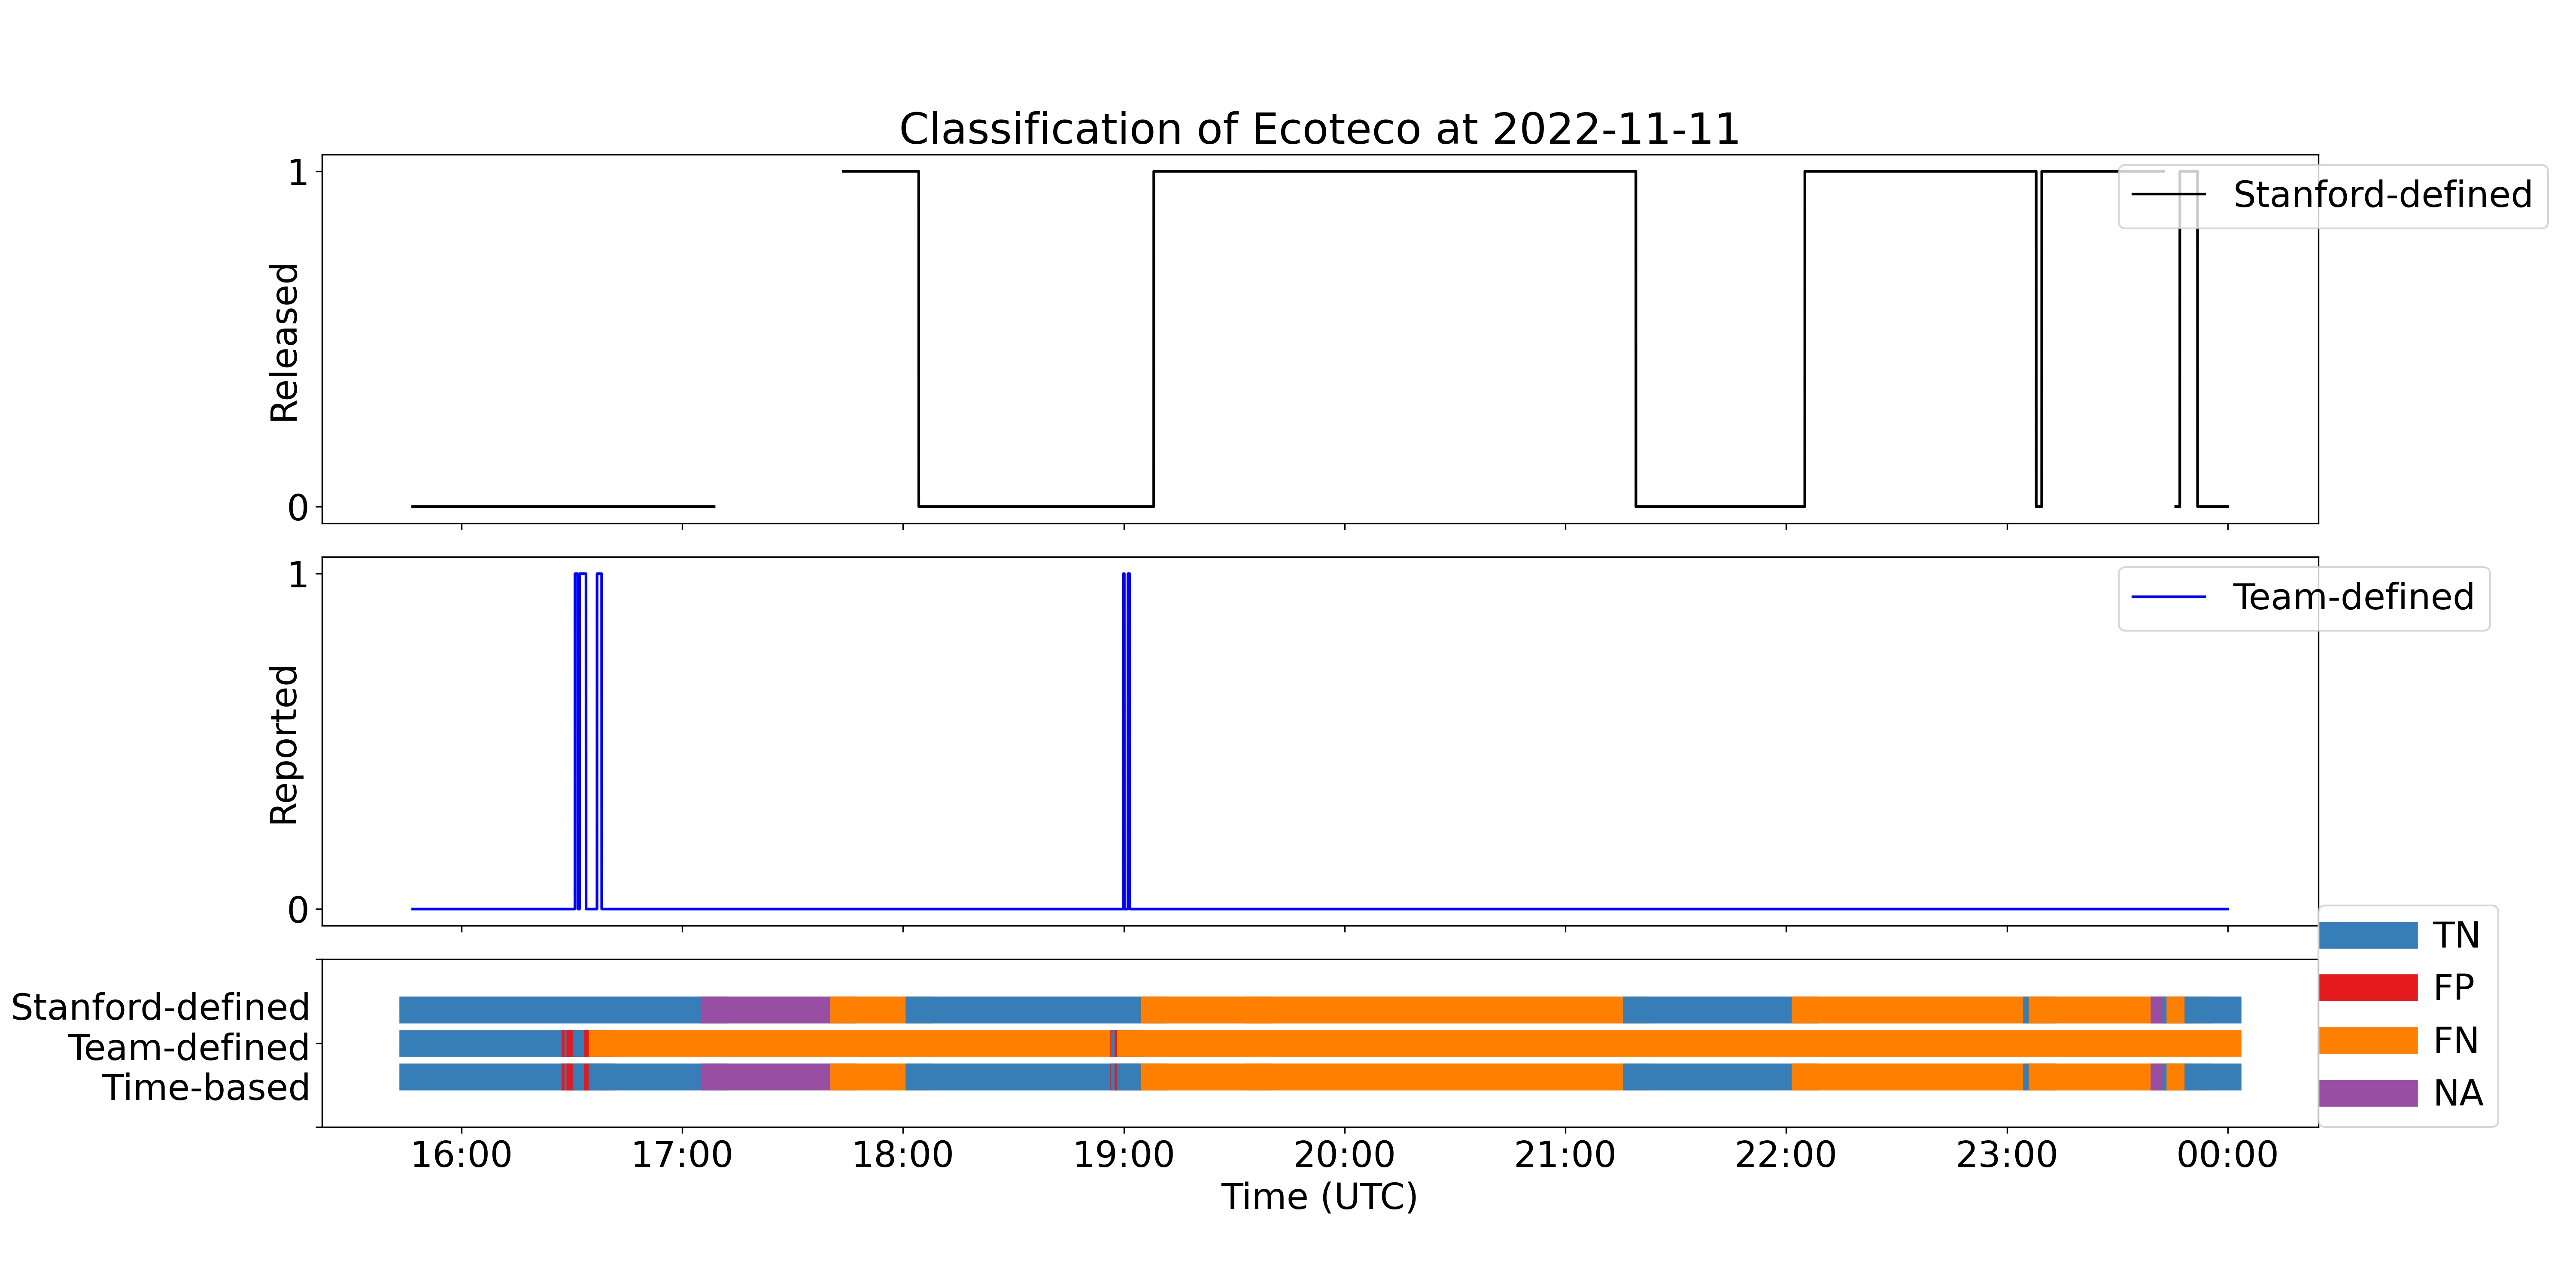 Classification of Ecoteco at 2022-11-11
1
0
Released
Stanford-defined
1
0
Reported
Team-defined
TN
FP
FN
NA
Stanford-defined
Team-defined
Time-based
16:00 17:00 18:00 19:00 20:00 21:00 22:00 23:00 00:00
Time (UTC)